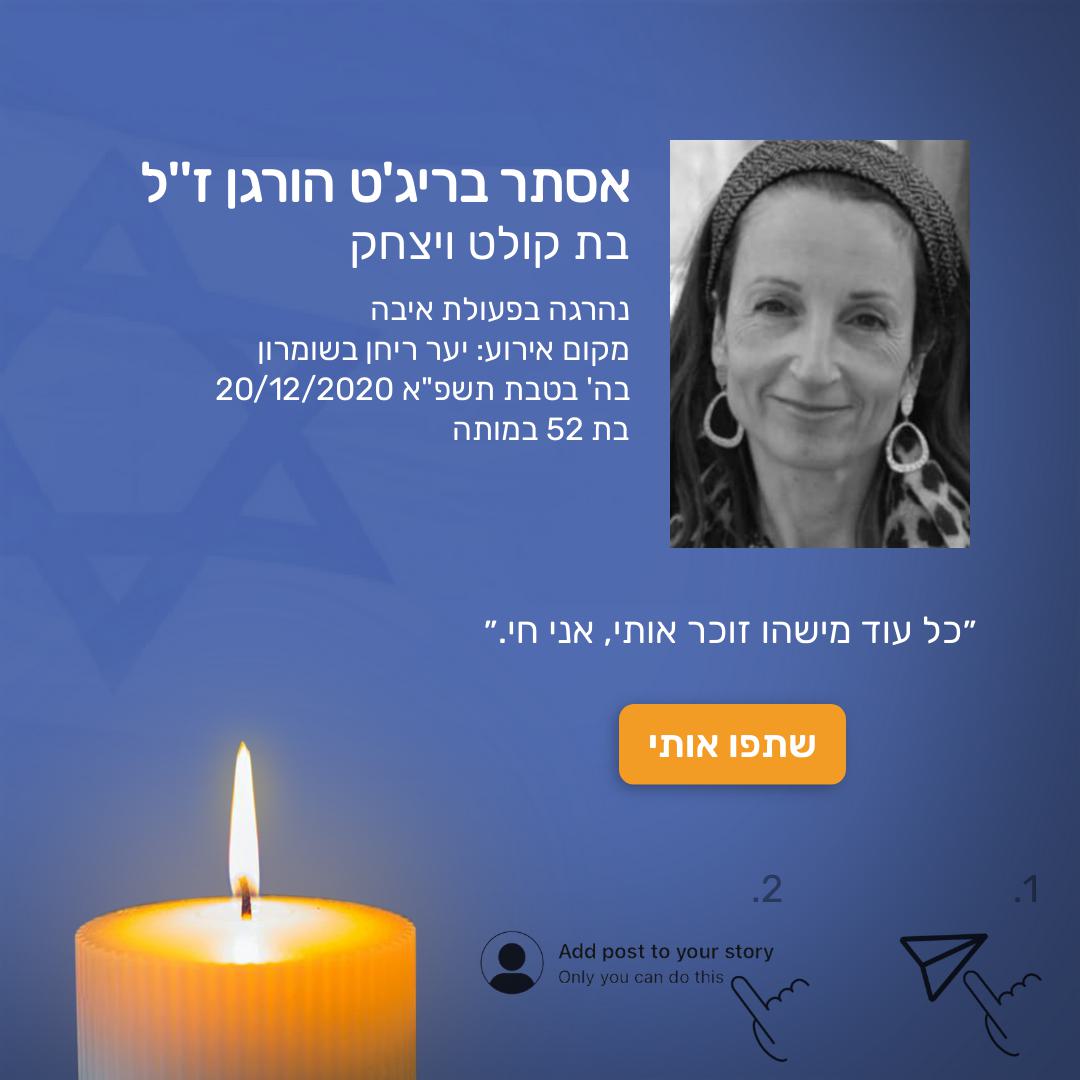 אסתר בריג'ט הורגן ז''ל
בת קולט ויצחק
נהרגה בפעולת איבה
מקום אירוע: יער ריחן בשומרון
בה' בטבת תשפ"א 20/12/2020
בת 52 במותה
״כל עוד מישהו זוכר אותי, אני חי.״
שתפו אותי
1.
2.
Add post to your story
Only you can do this